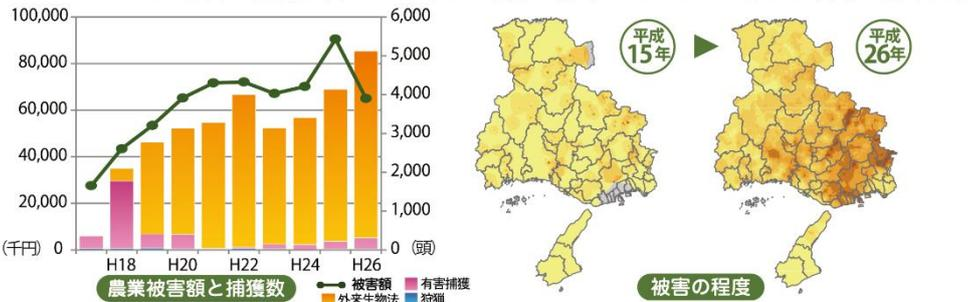 100,000
80,000
60,000
40,000
20,000
0
(千円)
6,000
5,000
4,000
3,000
2,000
1,000
0
(頭)
H18 H20 H22 H24 H26
農業被害額と捕獲数
被害額 有害捕獲
外来生物法 狩猟
平成
15年
平成
26年
被害の程度